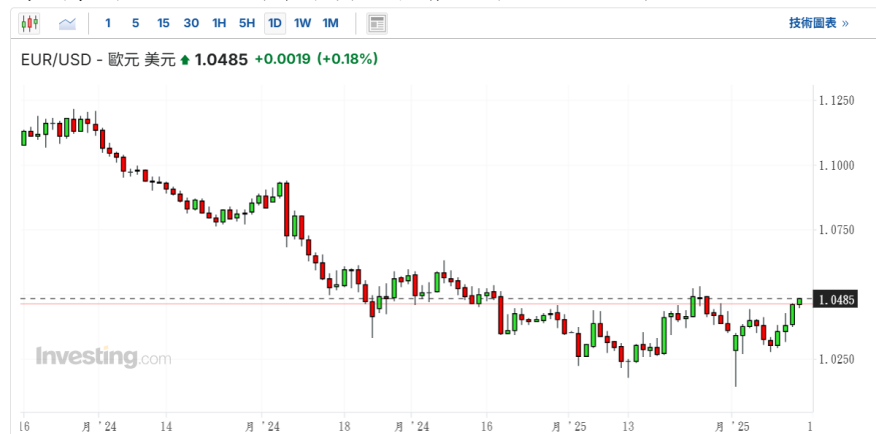 1 5 15 30 1H 5H 1D 1W 1M 技術圖表 »
EUR/USD - 歐元 美元 1.0485 +0.0019 (+0.18%)
1.1250
1.1000
1.0750
1.0485
1.0250
Investing.com
16 月 '24 14 月 '24 18 月 '24 16 月 '25 13 月 '25 1